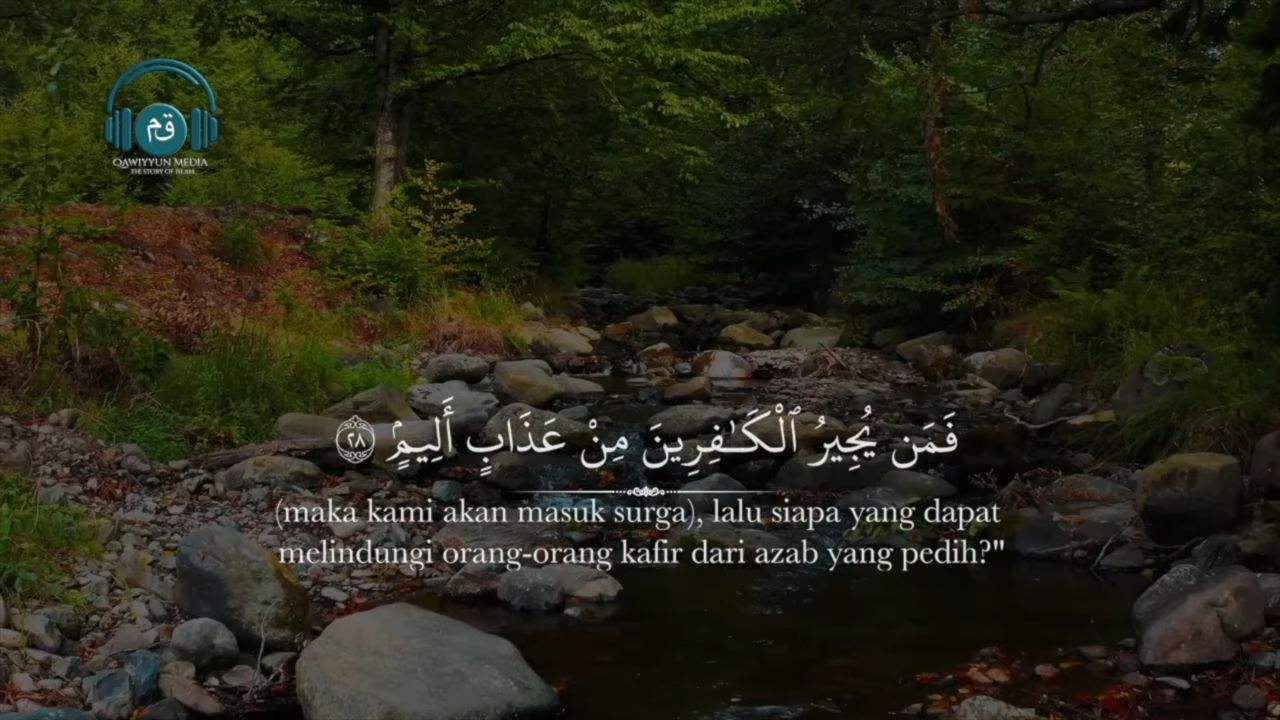 قم
QAWIYYUN MEDIA
THE STORY OF ISLAM
فَمَن يُجِيرُ ٱلْكَـٰفِرِينَ مِنْ عَذَابٍ أَلِيمٍۢ ٢٨
(maka kami akan masuk surga), lalu siapa yang dapat
melindungi orang-orang kafir dari azab yang pedih?"